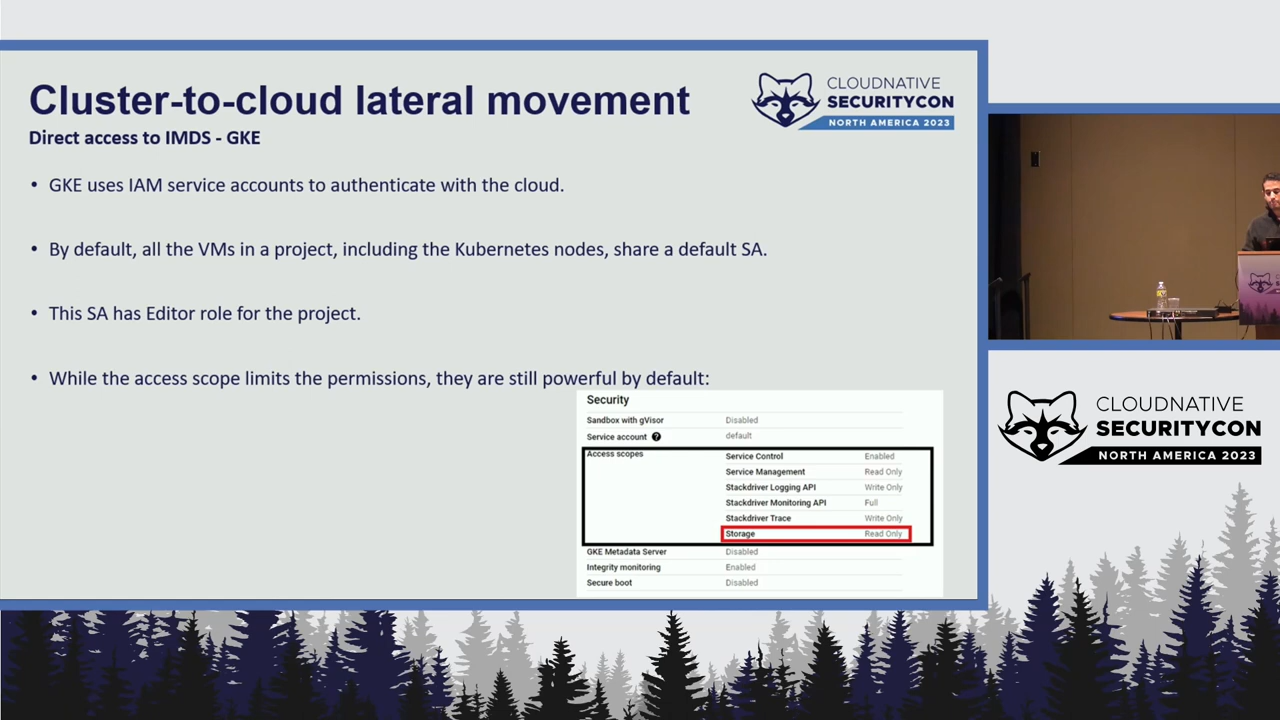 Cluster-to-cloud lateral movement
Direct access to IMDS - GKE
CLOUDNATIVE
SECURITYCON
NORTH AMERICA 2023
• GKE uses IAM service accounts to authenticate with the cloud.
• By default, all the VMs in a project, including the Kubernetes nodes, share a default SA.
• This SA has Editor role for the project.
• While the access scope limits the permissions, they are still powerful by default:
Security
Sandbox with gVisor Disabled
Service account ? default
Access scopes
Service Control Enabled
Service Management Read Only
Stackdriver Logging API Write Only
Stackdriver Monitoring API Full
Stackdriver Trace Write Only
Storage Read Only
GKE Metadata Server Disabled
Integrity monitoring Enabled
Secure boot Disabled
CLOUDNATIVE
SECURITYCON
NORTH AMERICA 2023